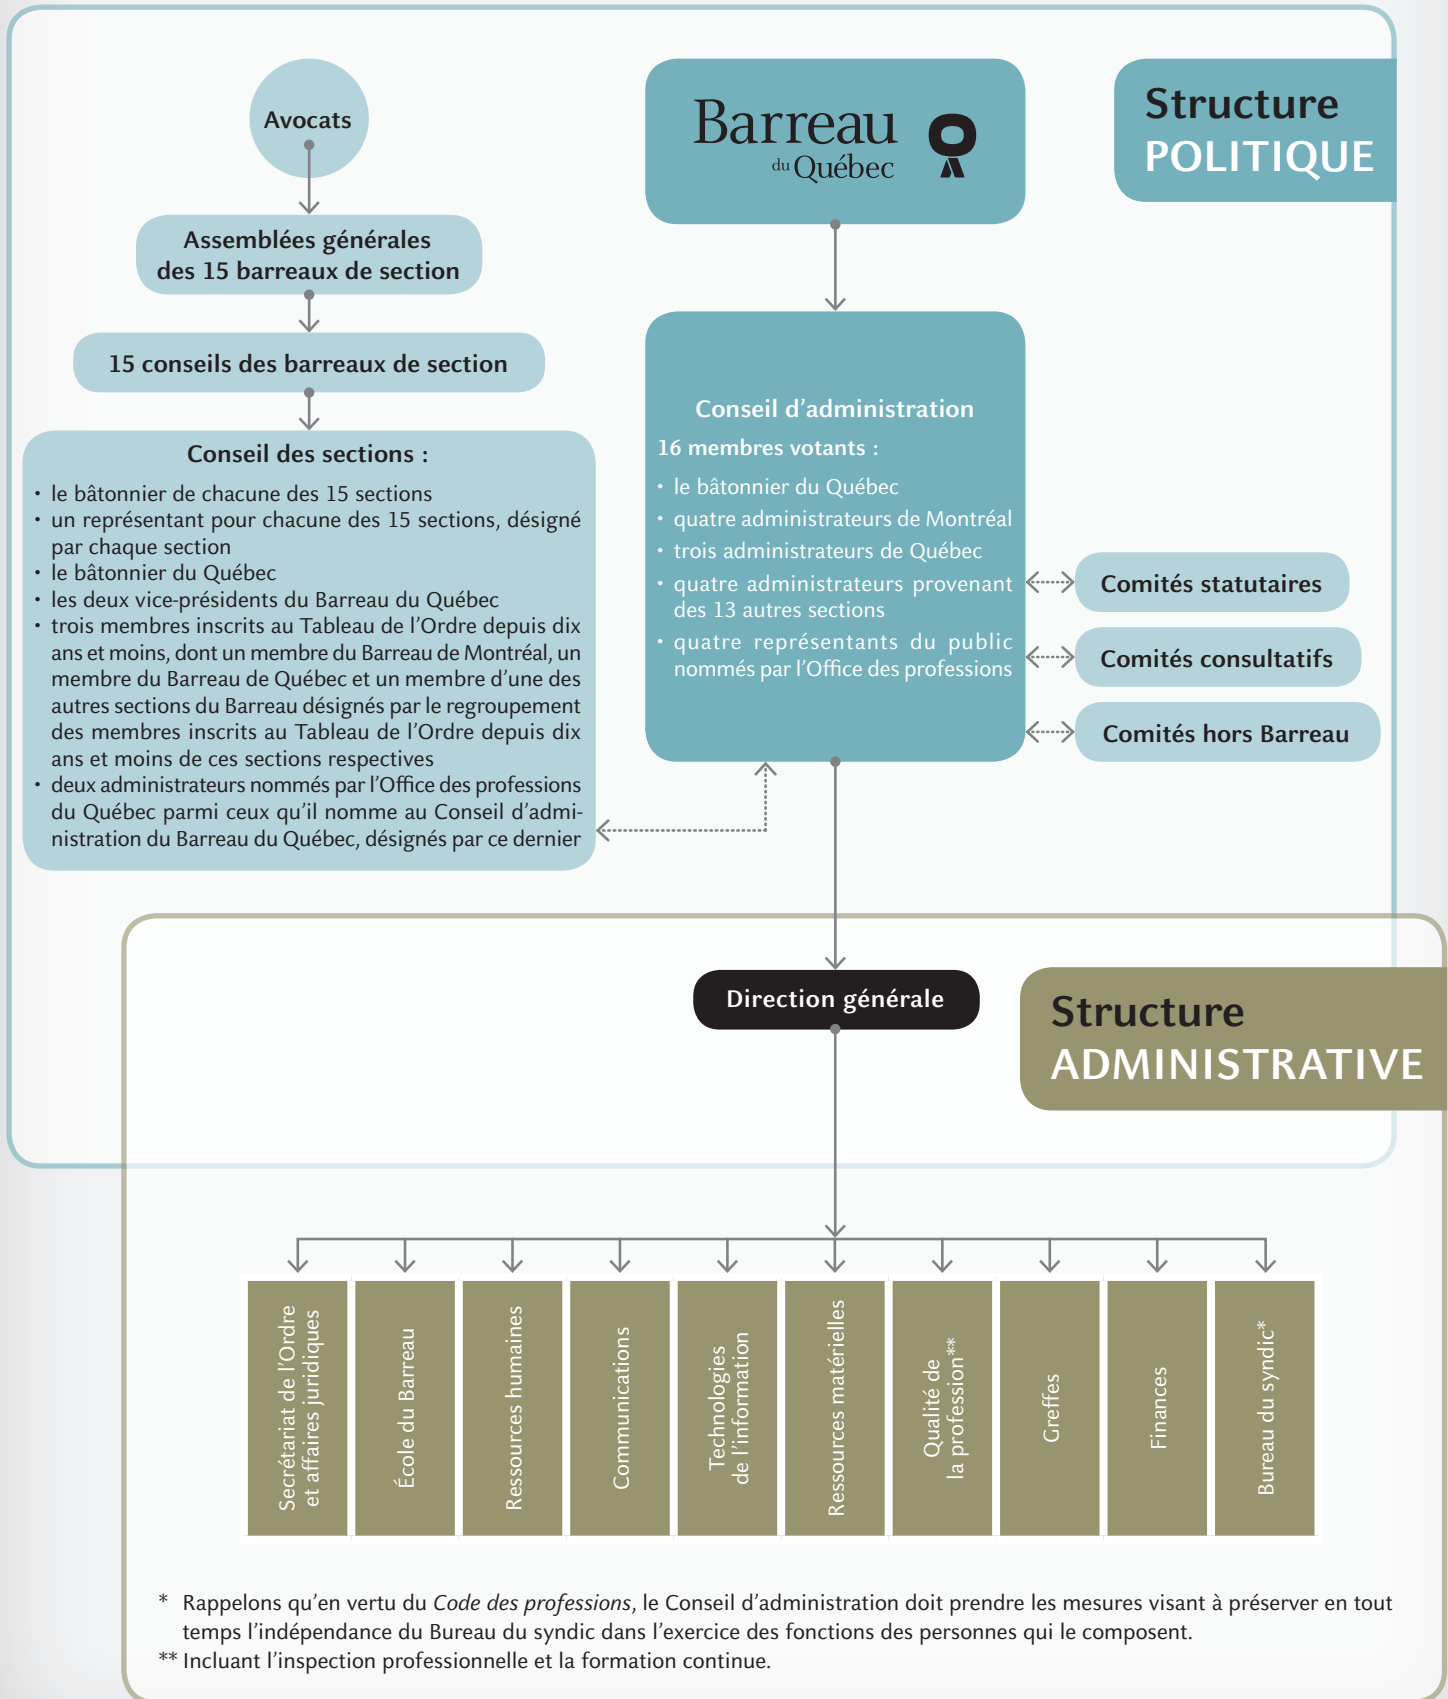 Avocats
Assemblées générales
des 15 barreaux de section
15 conseils des barreaux de section
Conseil des sections :
• le bâtonnier de chacune des 15 sections
• un représentant pour chacune des 15 sections, désigné
par chaque section
• le bâtonnier du Québec
• les deux vice-présidents du Barreau du Québec
• trois membres inscrits au Tableau de l’Ordre depuis dix
ans et moins, dont un membre du Barreau de Montréal, un
membre du Barreau de Québec et un membre d’une des
autres sections du Barreau désignés par le regroupement
des membres inscrits au Tableau de l’Ordre depuis dix
ans et moins de ces sections respectives
• deux administrateurs nommés par l’Office des professions
du Québec parmi ceux qu’il nomme au Conseil d’admi-
nistration du Barreau du Québec, désignés par ce dernier
Barreau
du Québec
Structure
POLITIQUE
Conseil d’administration
16 membres votants :
• le bâtonnier du Québec
• quatre administrateurs de Montréal
• trois administrateurs de Québec
• quatre administrateurs provenant
des 13 autres sections
• quatre représentants du public
nommés par l’Office des professions
Comités statutaires
Comités consultatifs
Comités hors Barreau
Direction générale
Structure
ADMINISTRATIVE
Secrétariat de l’Ordre
et affaires juridiques
École du Barreau
Ressources humaines
Communications
Technologies
de l’information
Ressources matérielles
Qualité de
la profession**
Greffes
Finances
Bureau du syndic*
* Rappelons qu’en vertu du Code des professions, le Conseil d’administration doit prendre les mesures visant à préserver en tout
temps l’indépendance du Bureau du syndic dans l’exercice des fonctions des personnes qui le composent.
** Incluant l’inspection professionnelle et la formation continue.